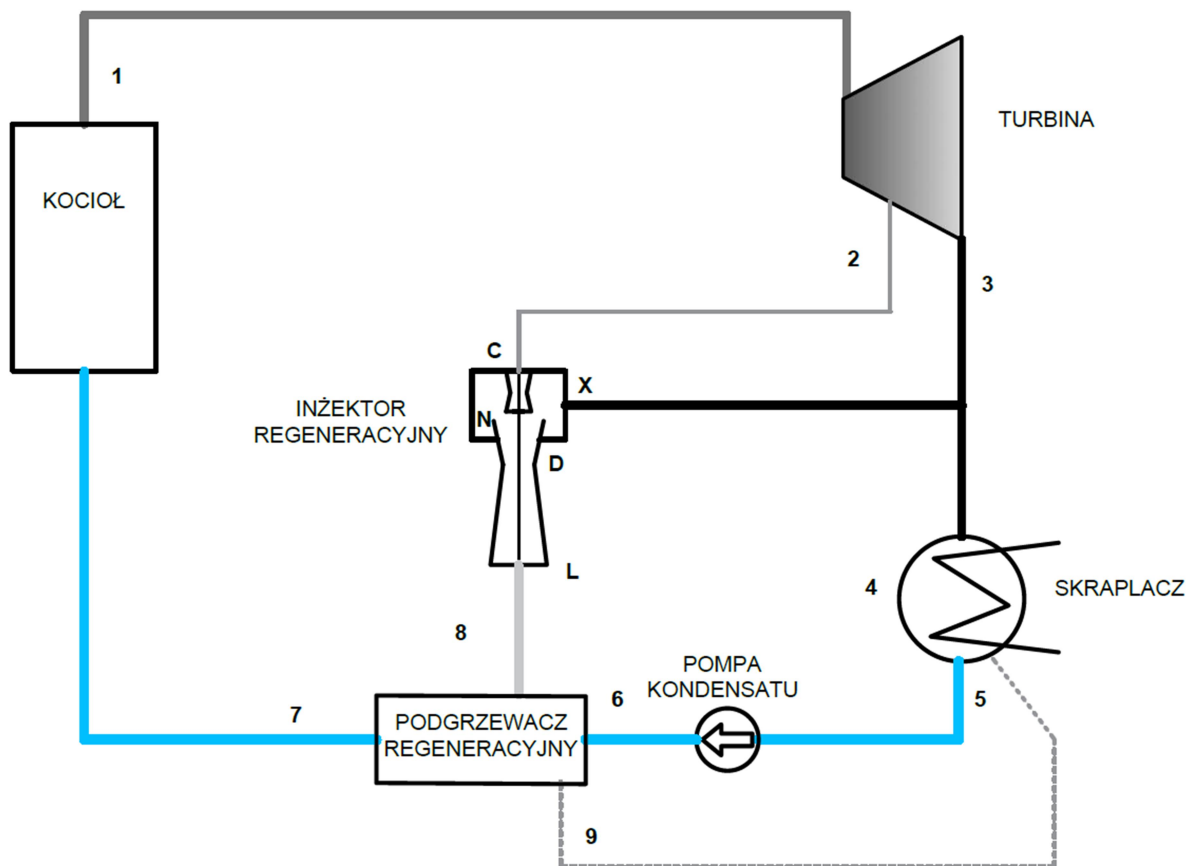 1
TURBINA
KOCIOŁ
2
3
C
X
INŻEKTOR
REGENERACYJNY
N
D
L
4
SKRAPLACZ
8
POMPA
KONDENSATU
5
6
7
PODGRZEWACZ
REGENERACYJNY
9